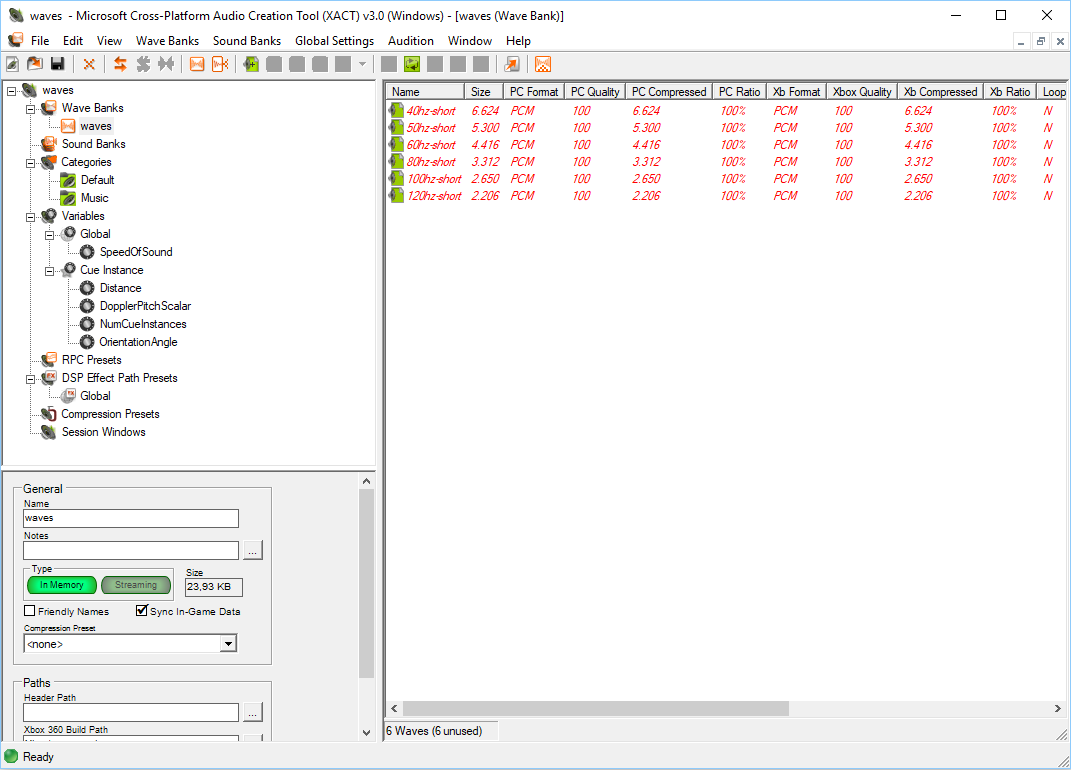 waves - Microsoft Cross-Platform Audio Creation Tool (XACT) v3.0 (Windows) - [waves (Wave Bank)]
File Edit View Wave Banks Sound Banks Global Settings Audition Window Help
waves
Wave Banks
waves
Sound Banks
Categories
Default
Music
Variables
Global
SpeedOfSound
Cue Instance
Distance
DopplerPitchScalar
NumCueInstances
OrientationAngle
RPC Presets
DSP Effect Path Presets
Global
Compression Presets
Session Windows
General
Name
waves
Notes
...
Type
In Memory Streaming
Size
23,93 KB
Friendly Names Sync In-Game Data
Compression Preset
<none>
Paths
Header Path
...
Xbox 360 Build Path
Name Size PC Format PC Quality PC Compressed PC Ratio Xb Format Xbox Quality Xb Compressed Xb Ratio Loop
40hz-short 6.624 PCM 100 6.624 100% PCM 100 6.624 100% N
50hz-short 5.300 PCM 100 5.300 100% PCM 100 5.300 100% N
60hz-short 4.416 PCM 100 4.416 100% PCM 100 4.416 100% N
80hz-short 3.312 PCM 100 3.312 100% PCM 100 3.312 100% N
100hz-short 2.650 PCM 100 2.650 100% PCM 100 2.650 100% N
120hz-short 2.206 PCM 100 2.206 100% PCM 100 2.206 100% N
6 Waves (6 unused)
Ready